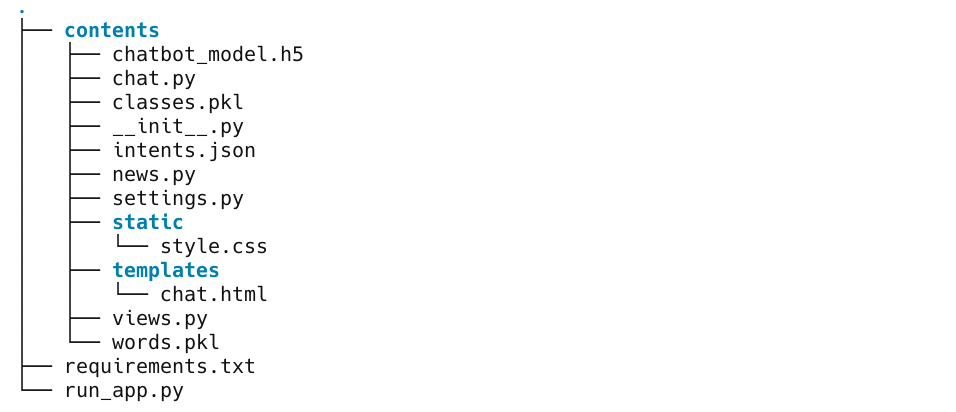 .
├── contents
│   ├── chatbot_model.h5
│   ├── chat.py
│   ├── classes.pkl
│   ├── __init__.py
│   ├── intents.json
│   ├── news.py
│   ├── settings.py
│   ├── static
│   │   └── style.css
│   ├── templates
│   │   └── chat.html
│   ├── views.py
│   └── words.pkl
├── requirements.txt
└── run_app.py